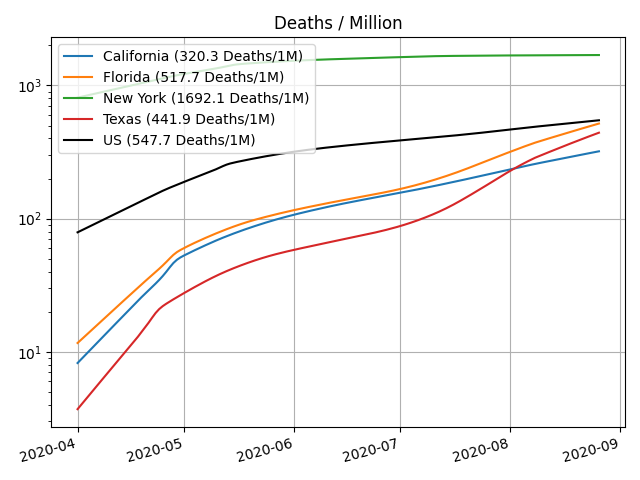 Deaths / Million
California (320.3 Deaths/1M)
Florida (517.7 Deaths/1M)
New York (1692.1 Deaths/1M)
Texas (441.9 Deaths/1M)
US (547.7 Deaths/1M)
10³
10²
10¹
2020-04 2020-05 2020-06 2020-07 2020-08 2020-09